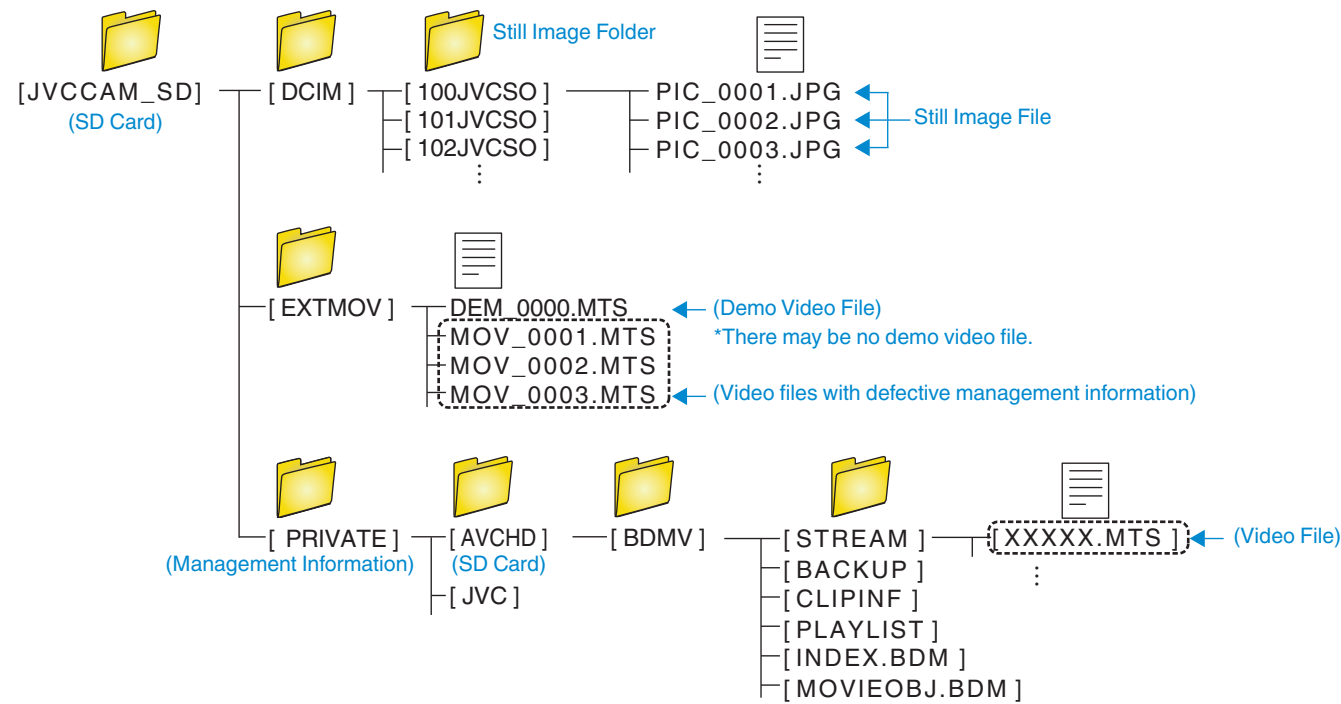 Still Image Folder
[JVCCAM_SD] [ DCIM ] [ 100JVCSO ] PIC_0001.JPG
(SD Card) [ 101JVCSO ] PIC_0002.JPG Still Image File
[ 102JVCSO ] PIC_0003.JPG
[ EXTMOV ] DEM_0000.MTS (Demo Video File)
MOV_0001.MTS *There may be no demo video file.
MOV_0002.MTS
MOV_0003.MTS (Video files with defective management information)
[ PRIVATE ] [ AVCHD ] [ BDMV ] [ STREAM ] [ XXXXX.MTS ] (Video File)
(Management Information) (SD Card) [ BACKUP ]
[ JVC ] [ CLIPINF ]
[ PLAYLIST ]
[ INDEX.BDM ]
[ MOVIEOBJ.BDM ]